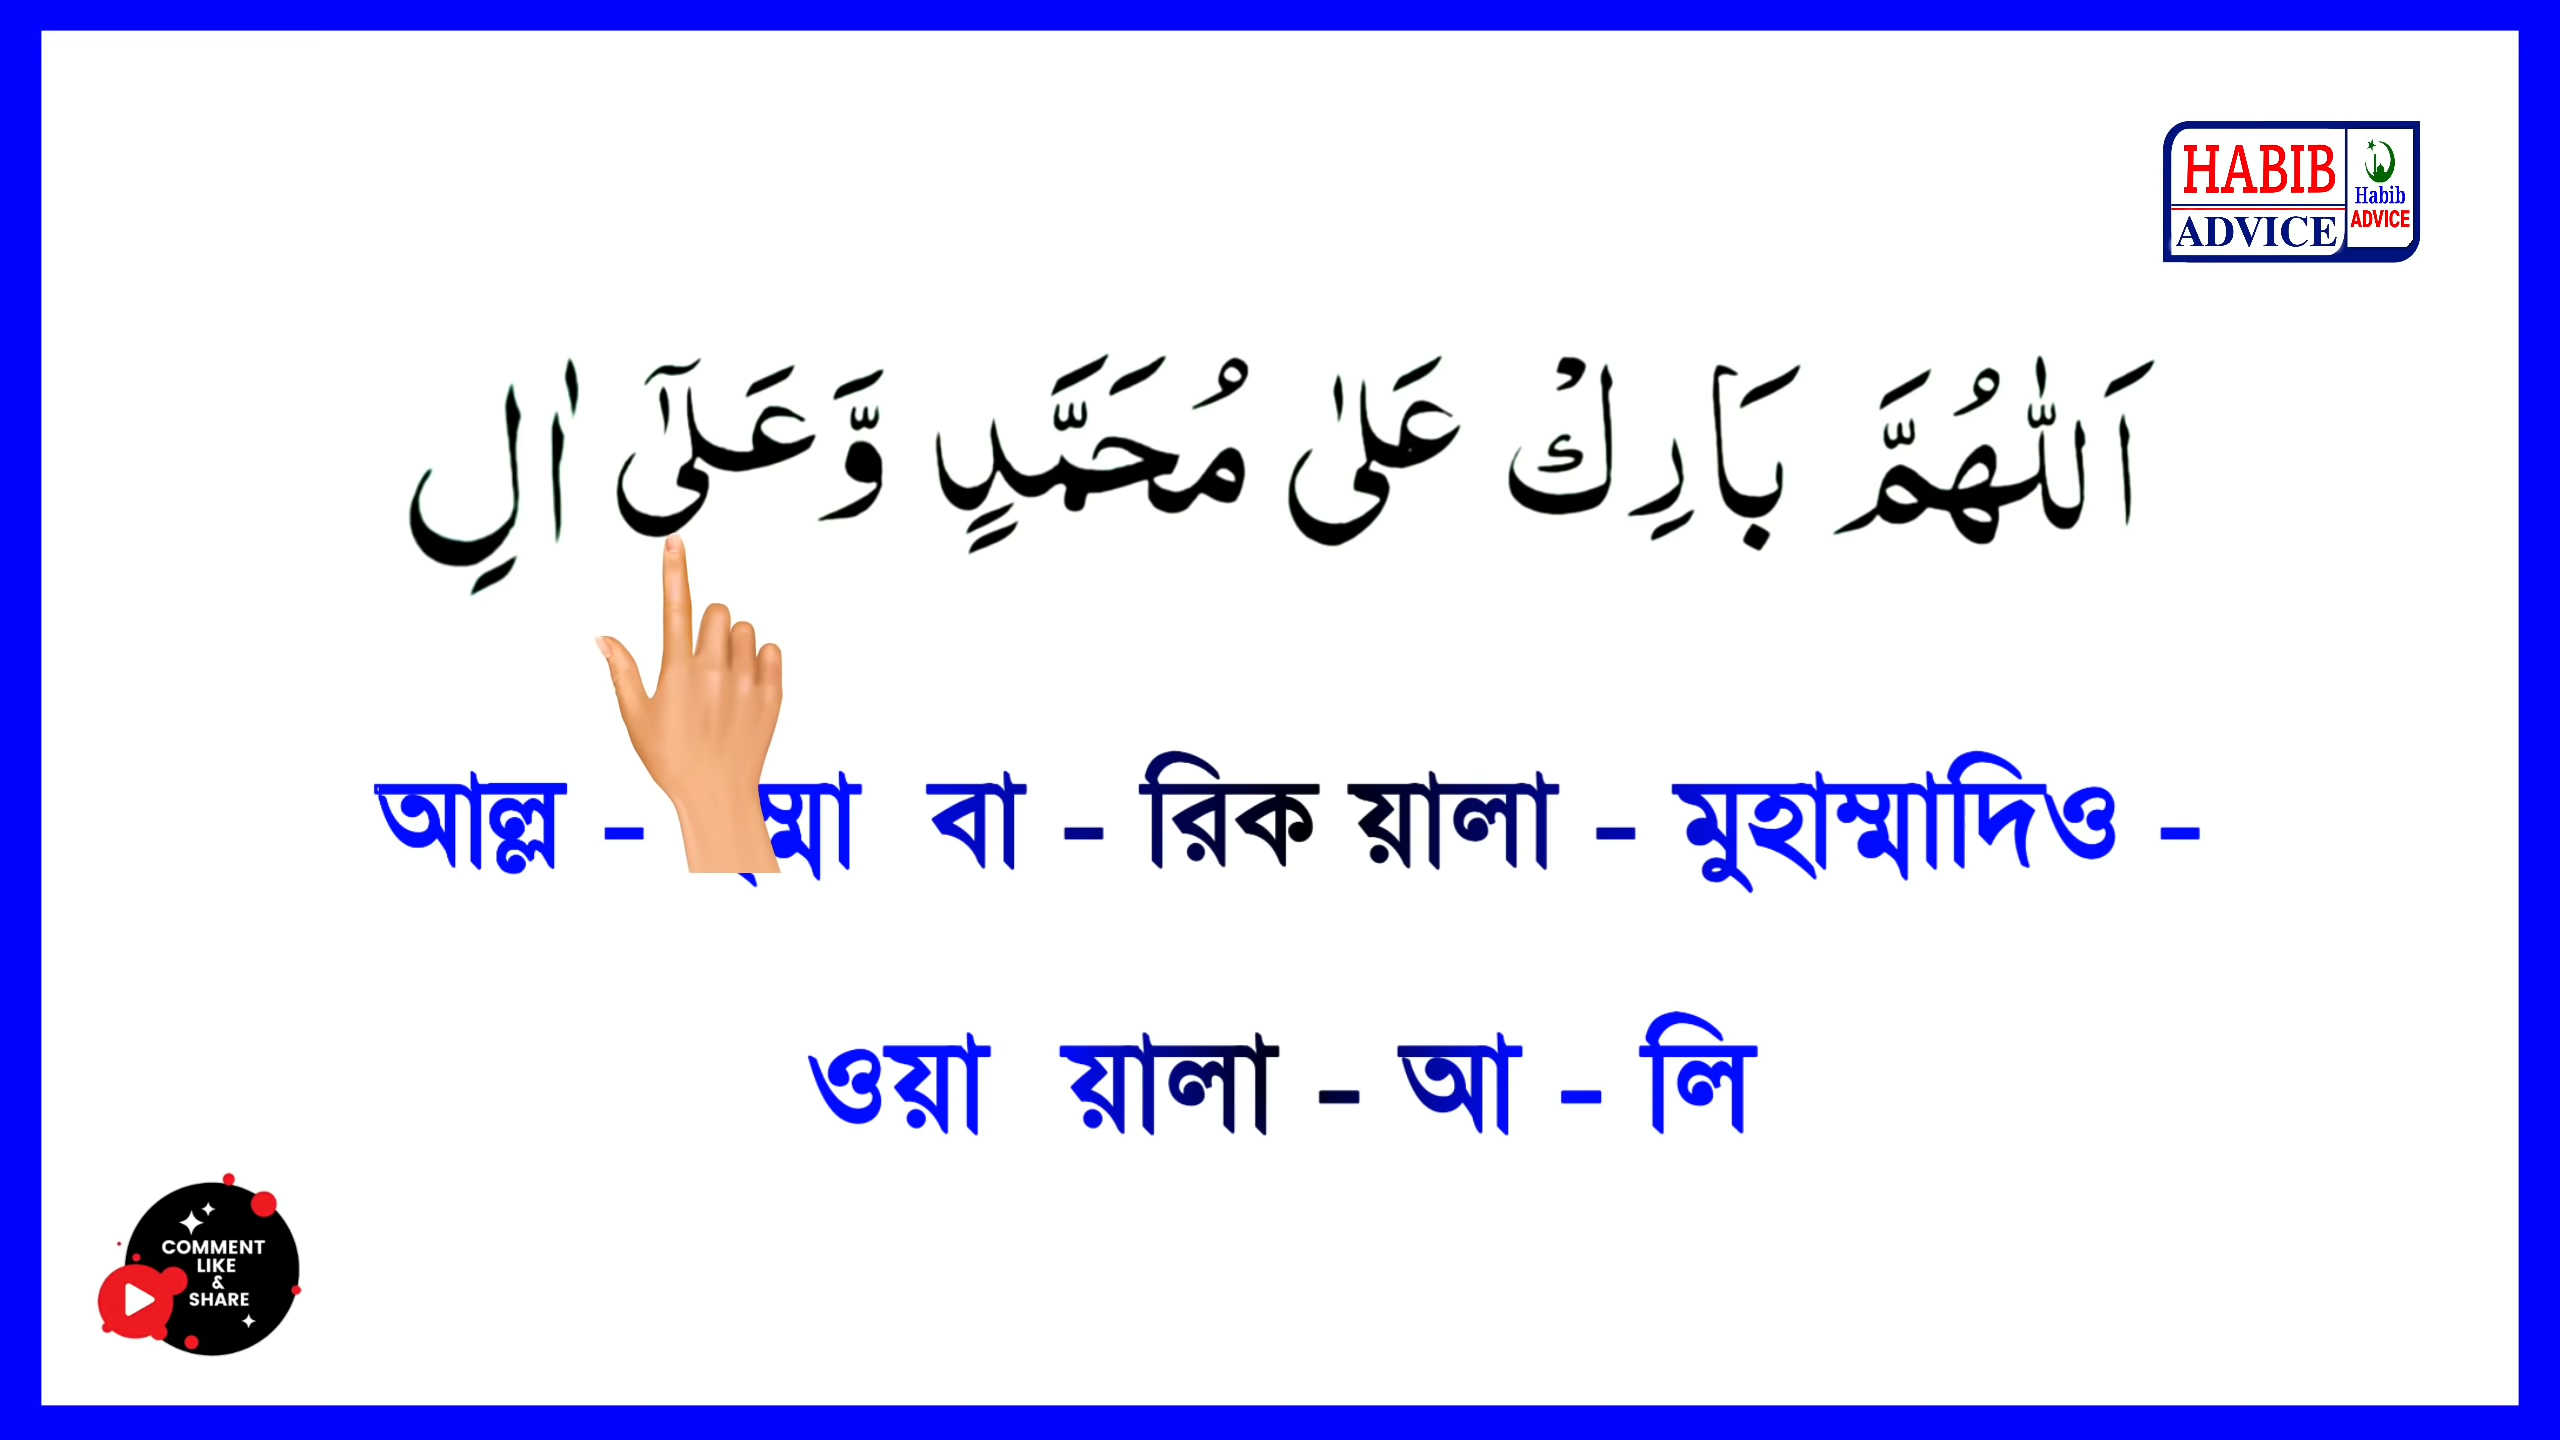 HABIB
ADVICE
Habib
ADVICE
اَللّٰهُمَّ بَارِكْ عَلٰى مُحَمَّدٍ وَّعَلٰٓى اٰلِ
আল্ল - ম্মা বা - রিক য়ালা - মুহাম্মাদিও -
ওয়া য়ালা - আ - লি
COMMENT
LIKE
&
SHARE